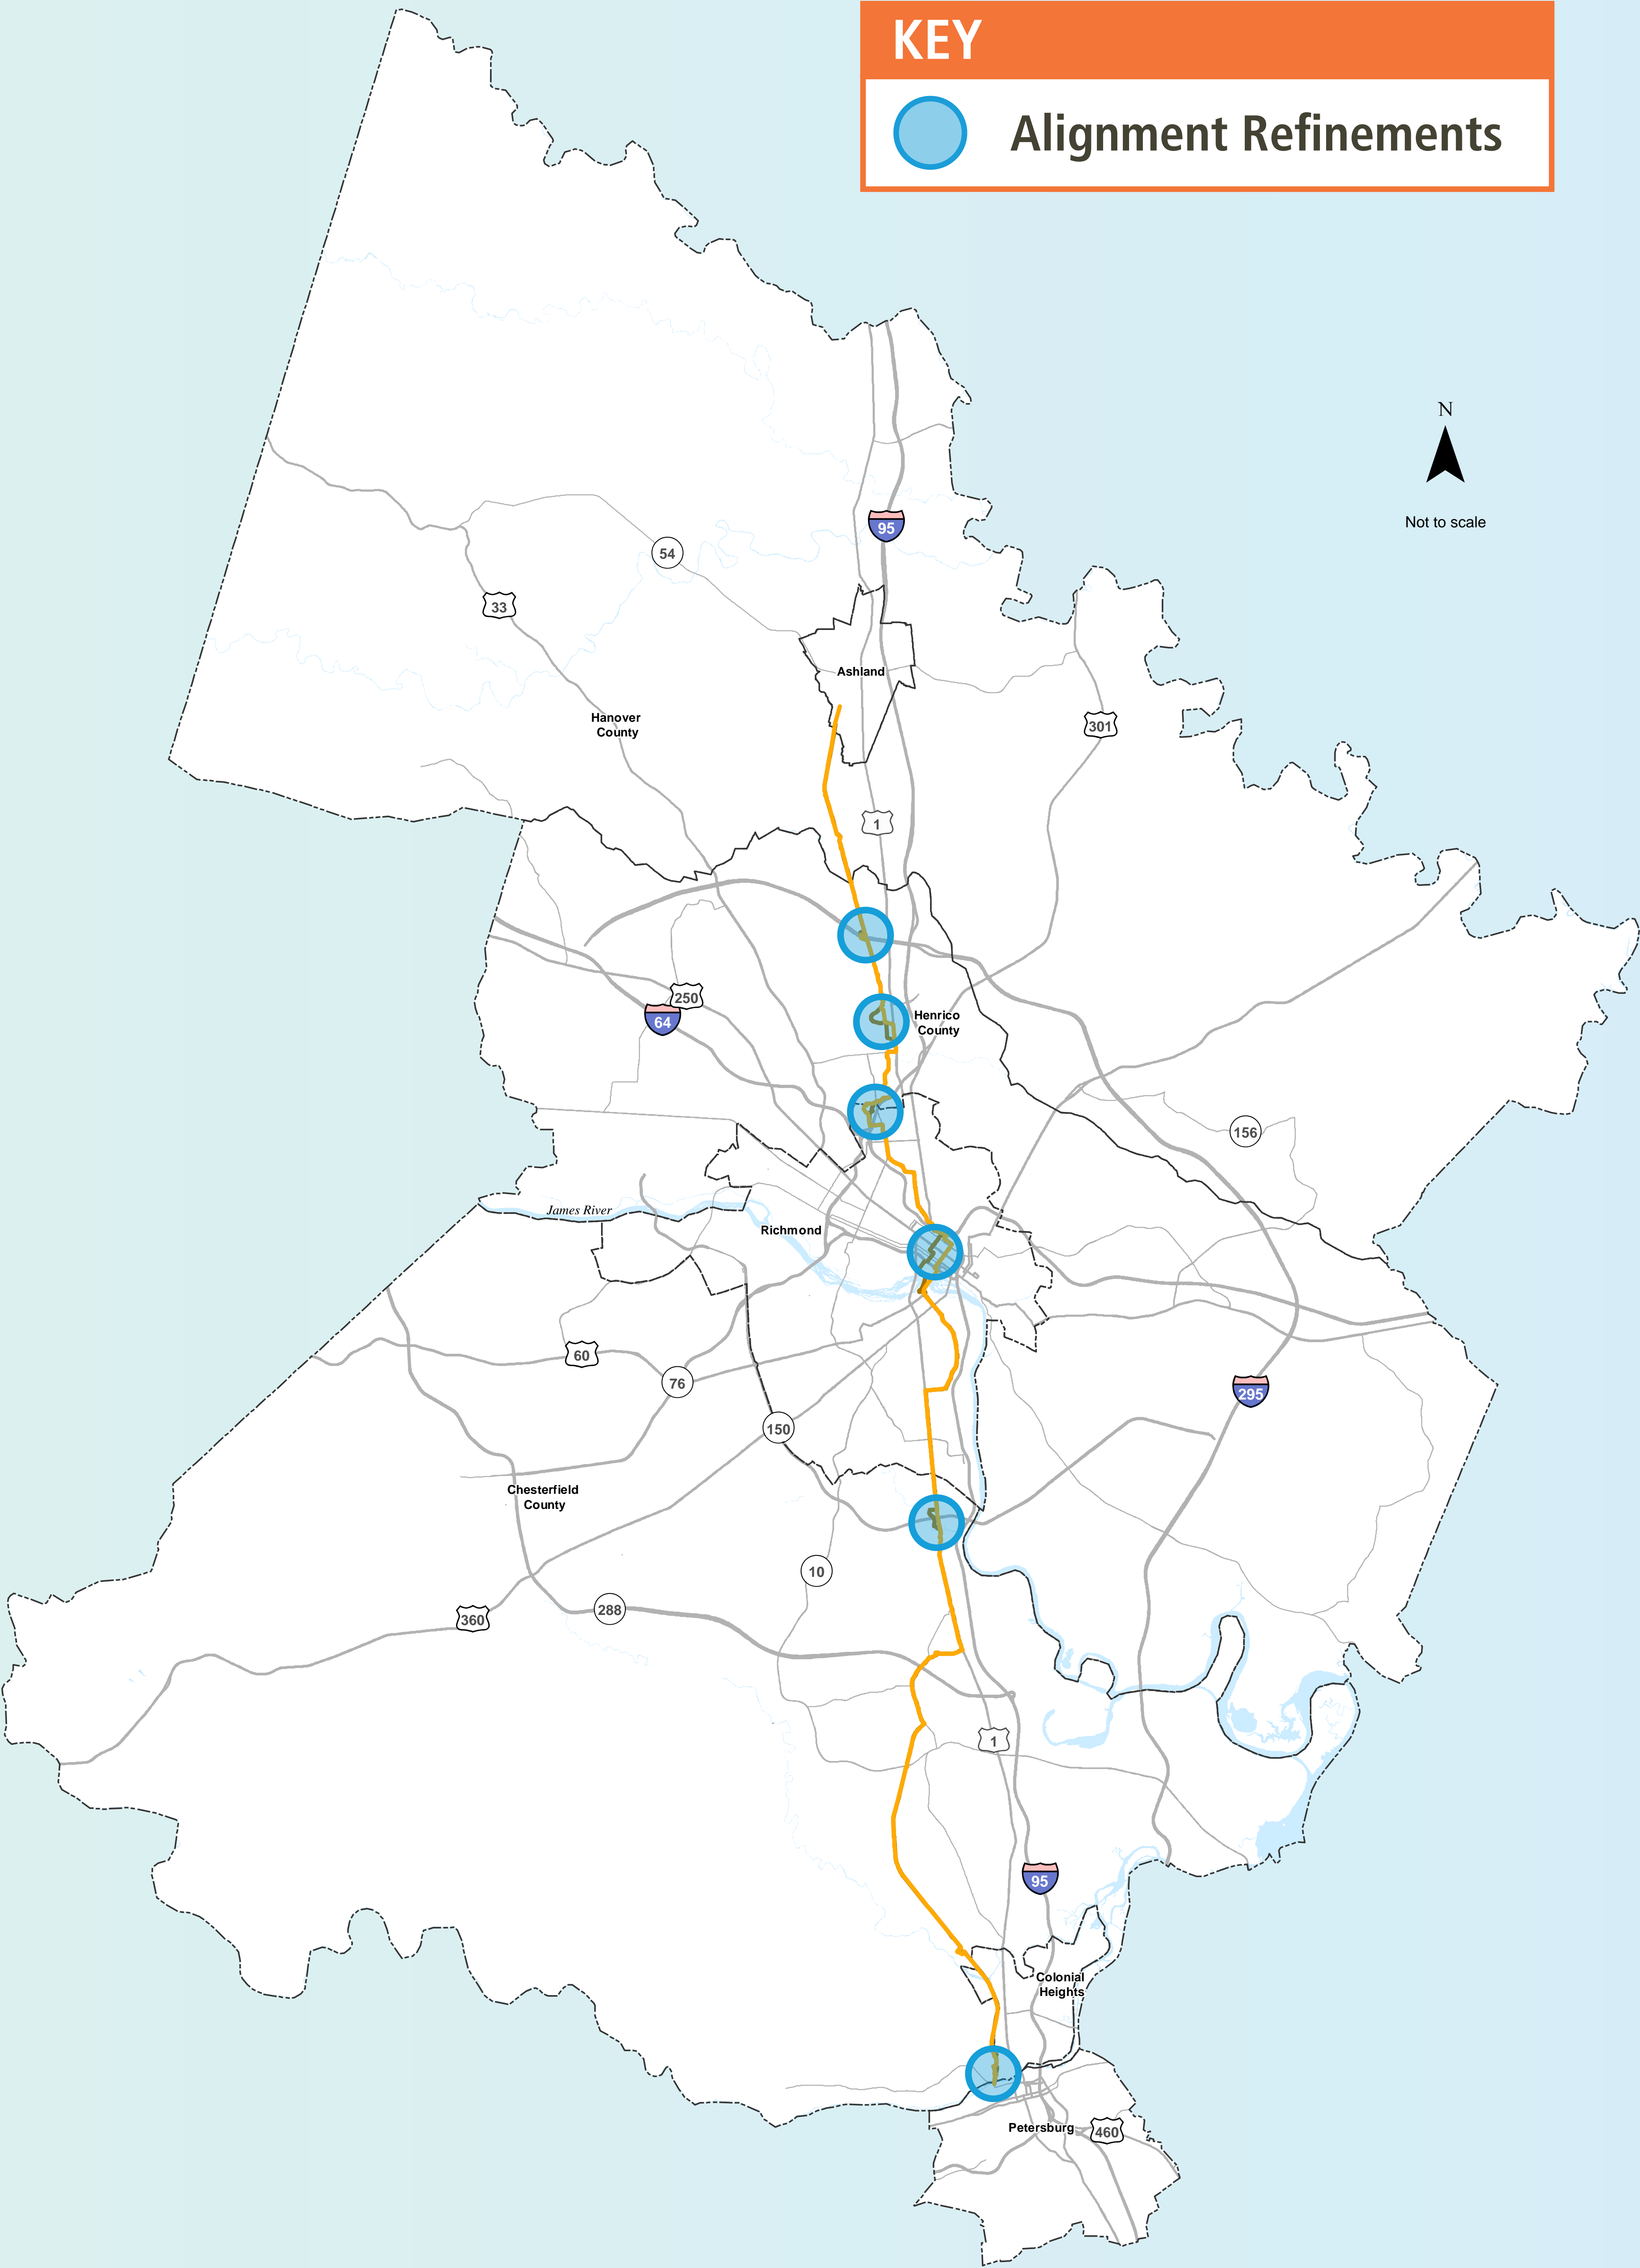 KEY
Alignment Refinements
N
Not to scale
95
54
33
Ashland
Hanover
County
301
1
250
64
Henrico
County
156
James River
Richmond
60
76
295
150
Chesterfield
County
10
360
288
1
95
Colonial
Heights
Petersburg
460